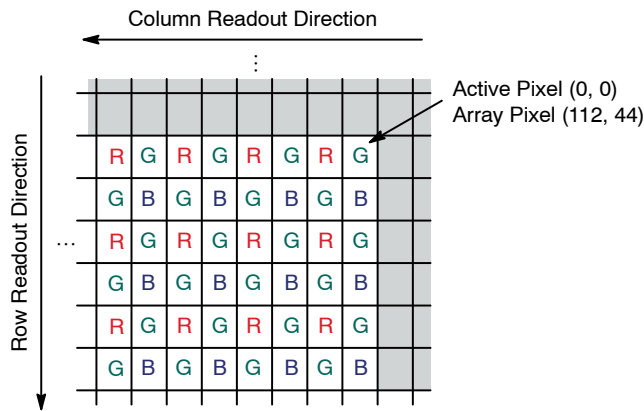 Column Readout Direction
...
Active Pixel (0, 0)
Array Pixel (112, 44)
Row Readout Direction
R G R G R G R G
G B G B G B G B
...
R G R G R G R G
G B G B G B G B
R G R G R G R G
G B G B G B G B